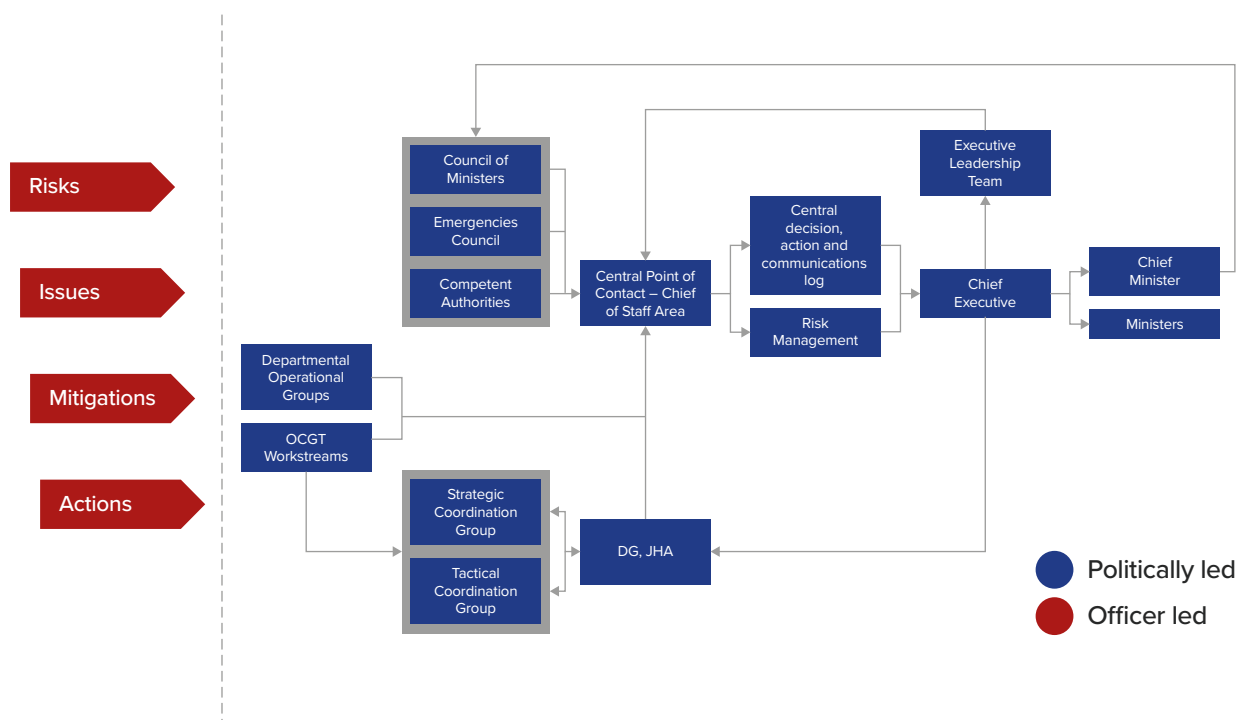 Risks
Issues
Mitigations
Actions
Council of
Ministers
Emergencies
Council
Competent
Authorities
Departmental
Operational
Groups
OCGT
Workstreams
Strategic
Coordination
Group
Tactical
Coordination
Group
Central Point of
Contact – Chief
of Staff Area
DG, JHA
Central
decision,
action and
communications
log
Risk
Management
Executive
Leadership
Team
Chief
Executive
Chief
Minister
Ministers
Politically led
Officer led